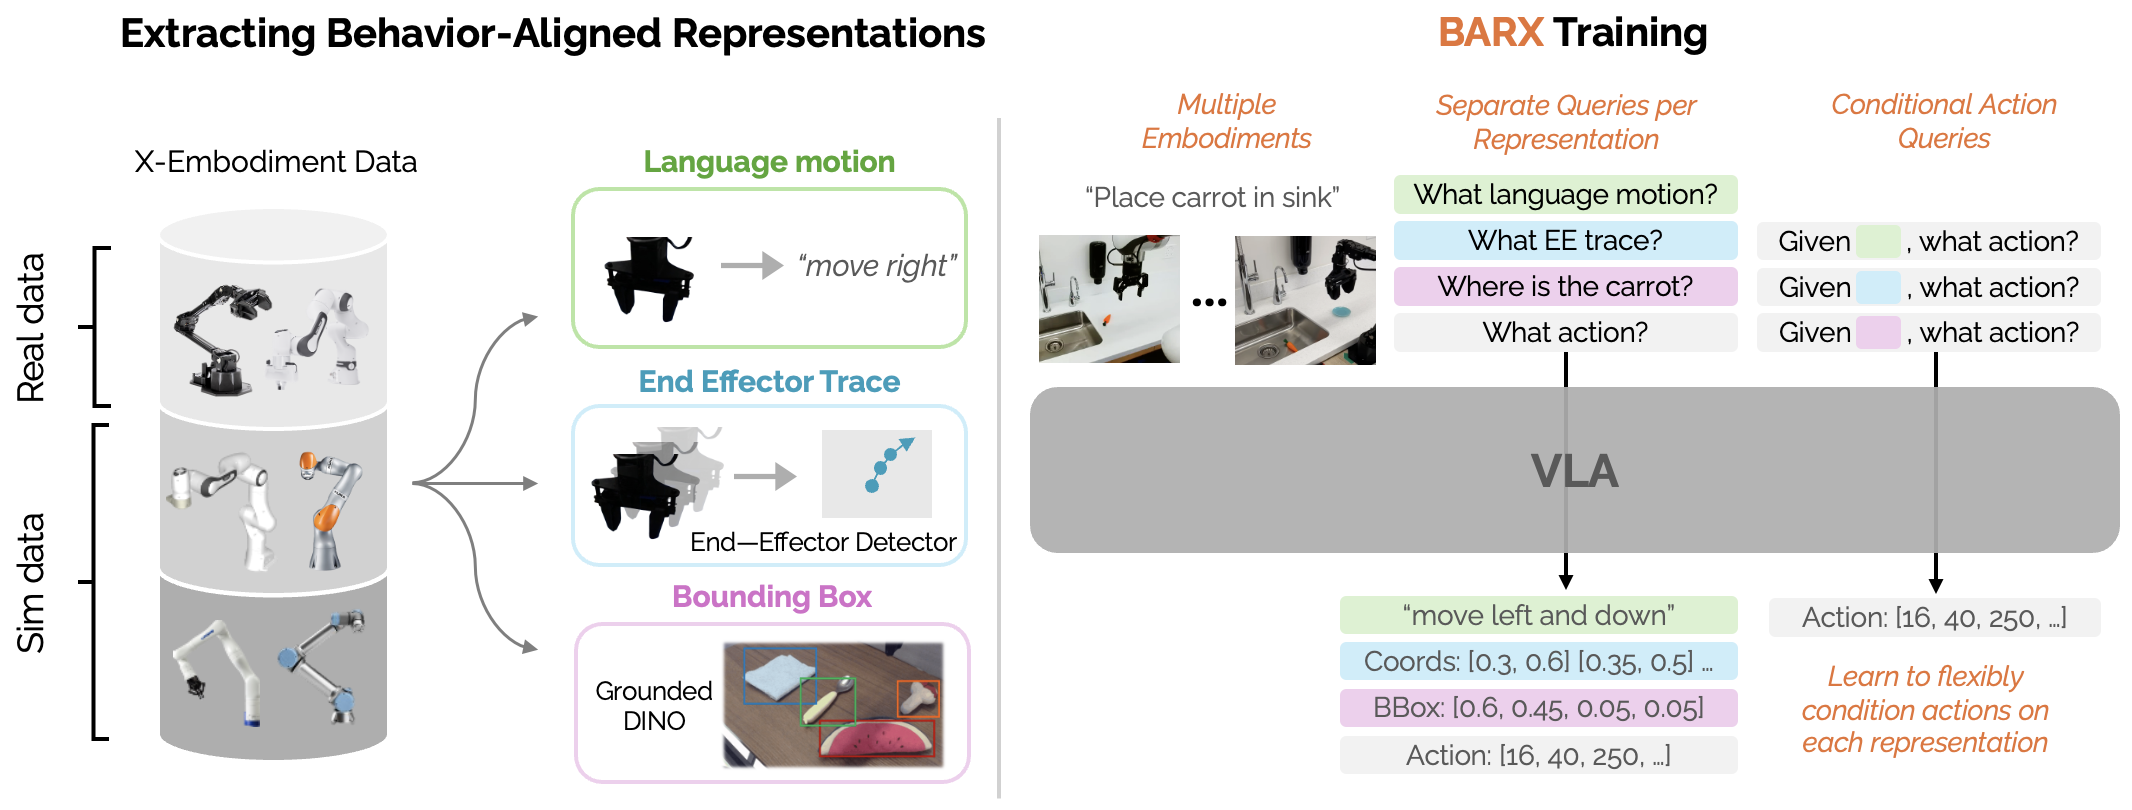 Extracting Behavior-Aligned Representations
X-Embodiment Data
Real data
Sim data
Language motion
“move right”
End Effector Trace
End—Effector Detector
Bounding Box
Grounded
DINO
BARX Training
Multiple
Embodiments
“Place carrot in sink”
...
Separate Queries per
Representation
What language motion?
What EE trace?
Where is the carrot?
What action?
Conditional Action
Queries
Given , what action?
Given , what action?
Given , what action?
VLA
“move left and down”
Coords: [0.3, 0.6] [0.35, 0.5] ...
BBox: [0.6, 0.45, 0.05, 0.05]
Action: [16, 40, 250, ...]
Action: [16, 40, 250, ...]
Learn to flexibly
condition actions on
each representation